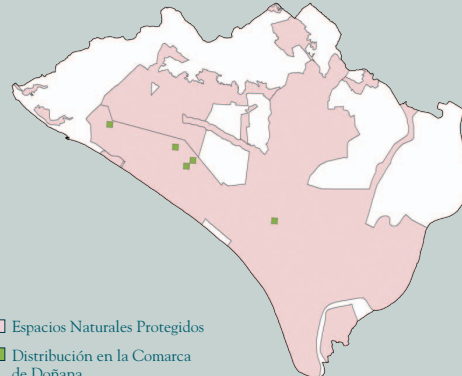 Espacios Naturales Protegidos
Distribución en la Comarca
de Doñana